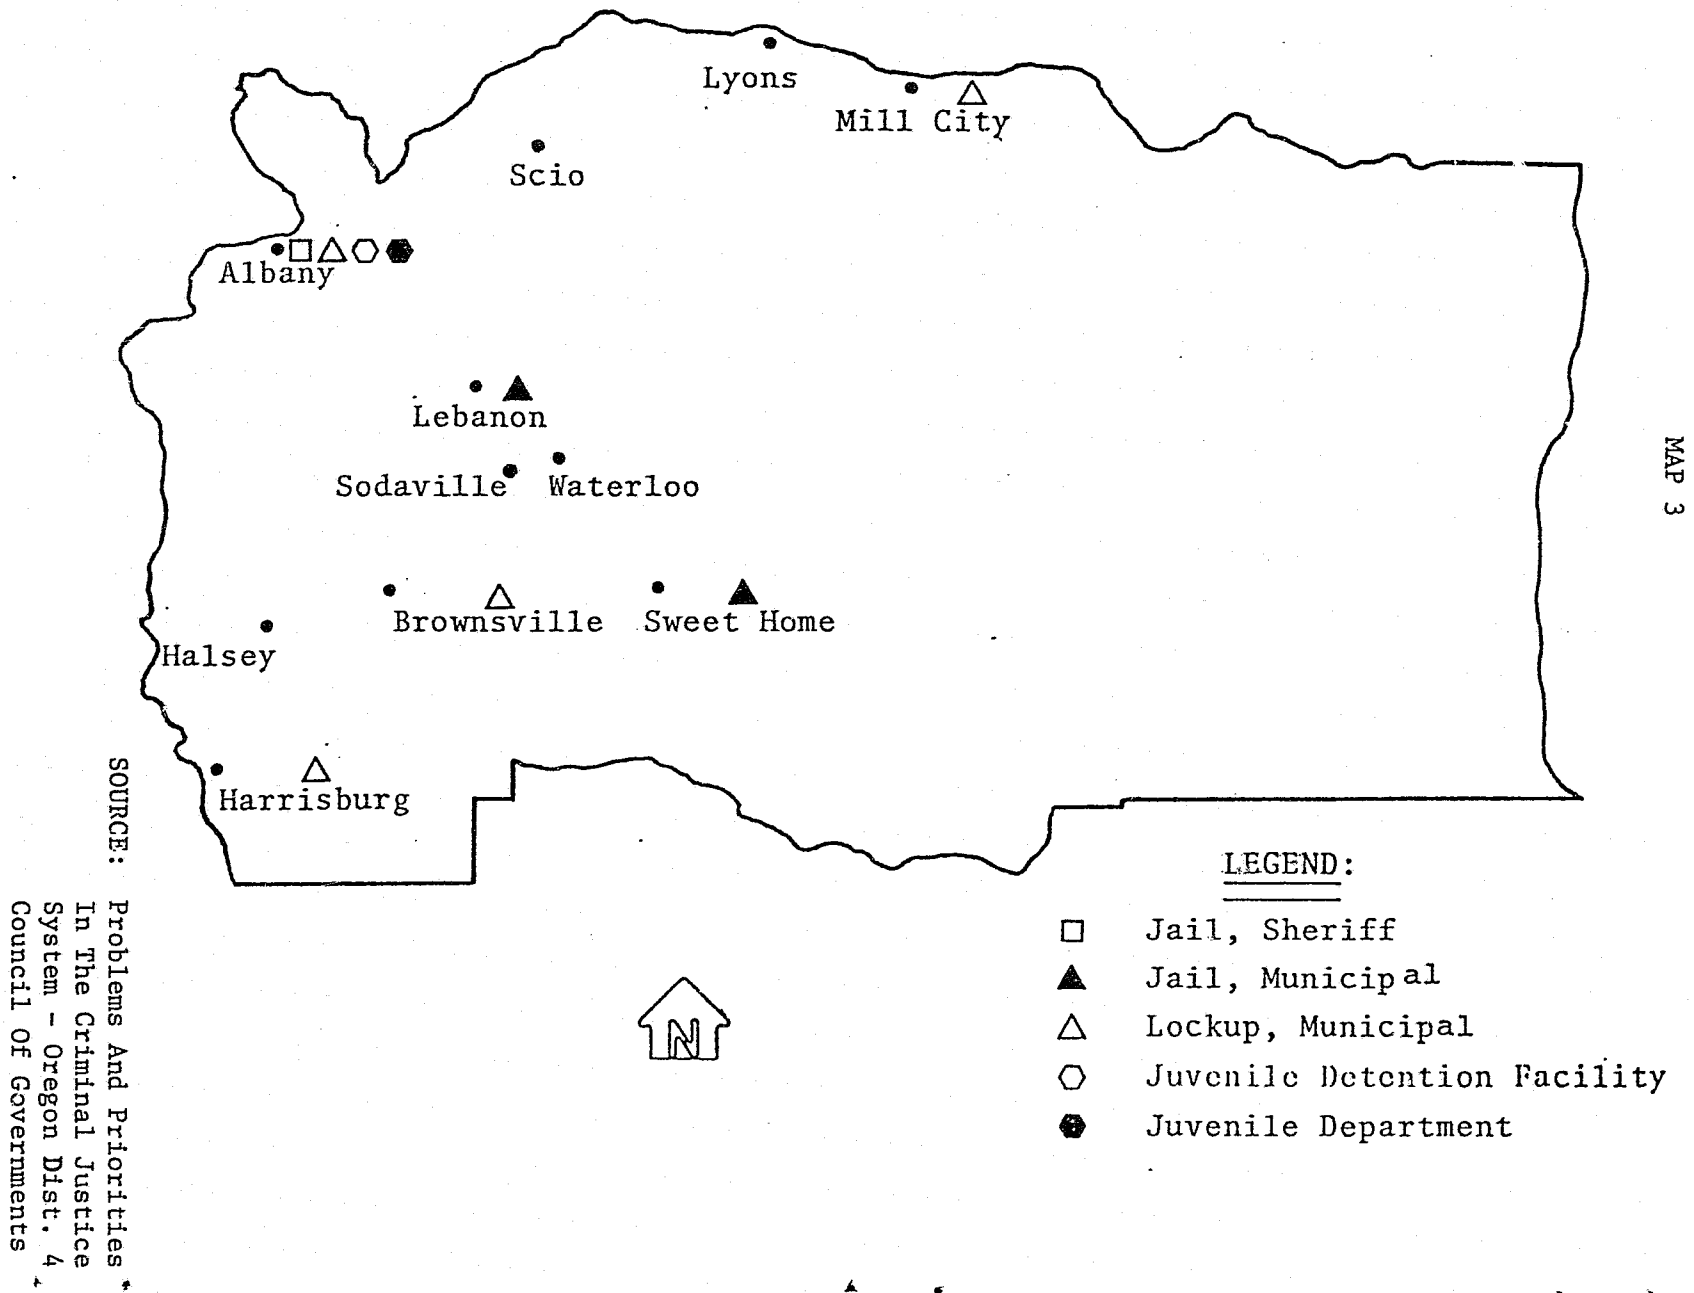 Lyons
Mill City
Scio
Albany
Lebanon
Sodaville
Waterloo
Brownsville
Sweet Home
Halsey
Harrisburg
MAP 3
LEGEND:
Jail, Sheriff
Jail, Municipal
Lockup, Municipal
Juvenile Detention Facility
Juvenile Department
N
SOURCE: Problems And Priorities
In The Criminal Justice
System - Oregon Dist. 4
Council Of Governments